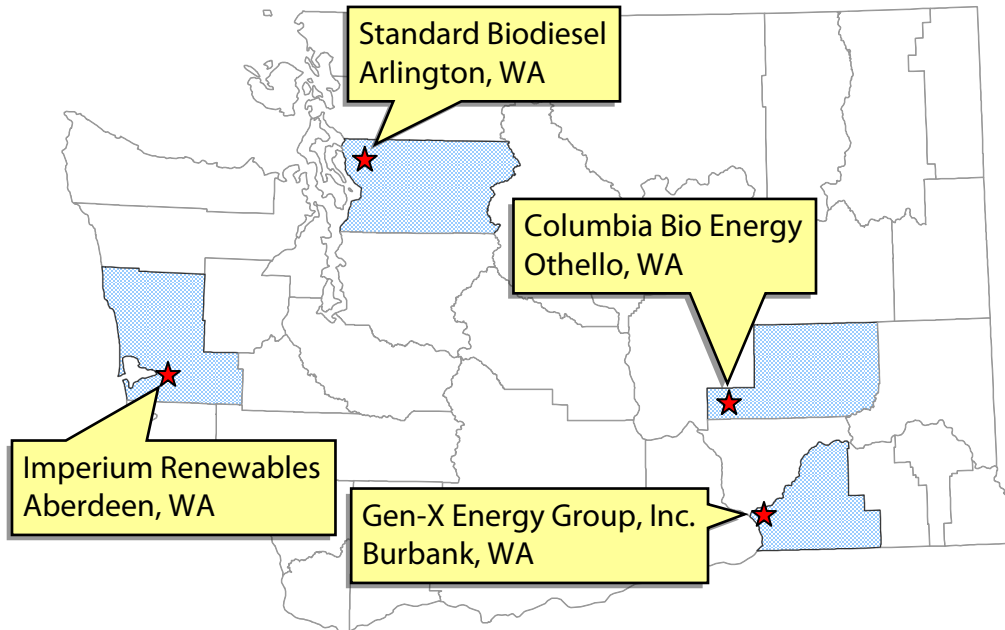 Standard Biodiesel
Arlington, WA
Columbia Bio Energy
Othello, WA
Imperium Renewables
Aberdeen, WA
Gen-X Energy Group, Inc.
Burbank, WA